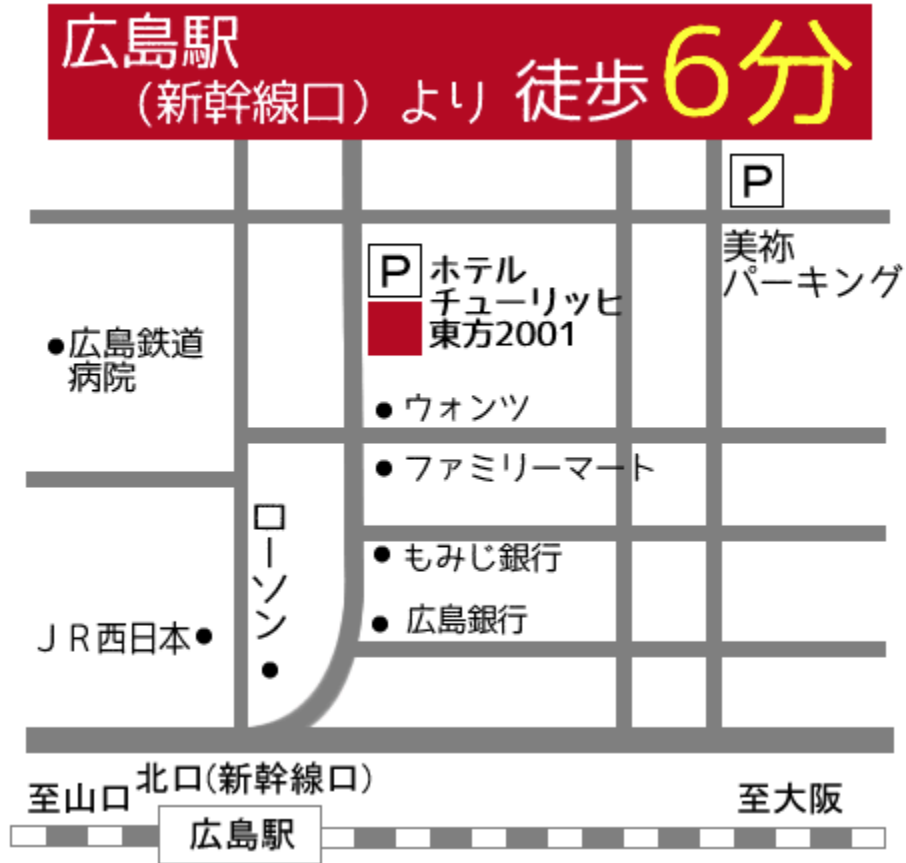 広島駅
(新幹線口)より 徒歩6分
P
美祢
パーキング
P
ホテル
チューリッヒ
東方2001
広島鉄道
病院
ウォンツ
ファミリーマート
ローソン
もみじ銀行
広島銀行
JR西日本
北口(新幹線口)
至山口
至大阪
広島駅